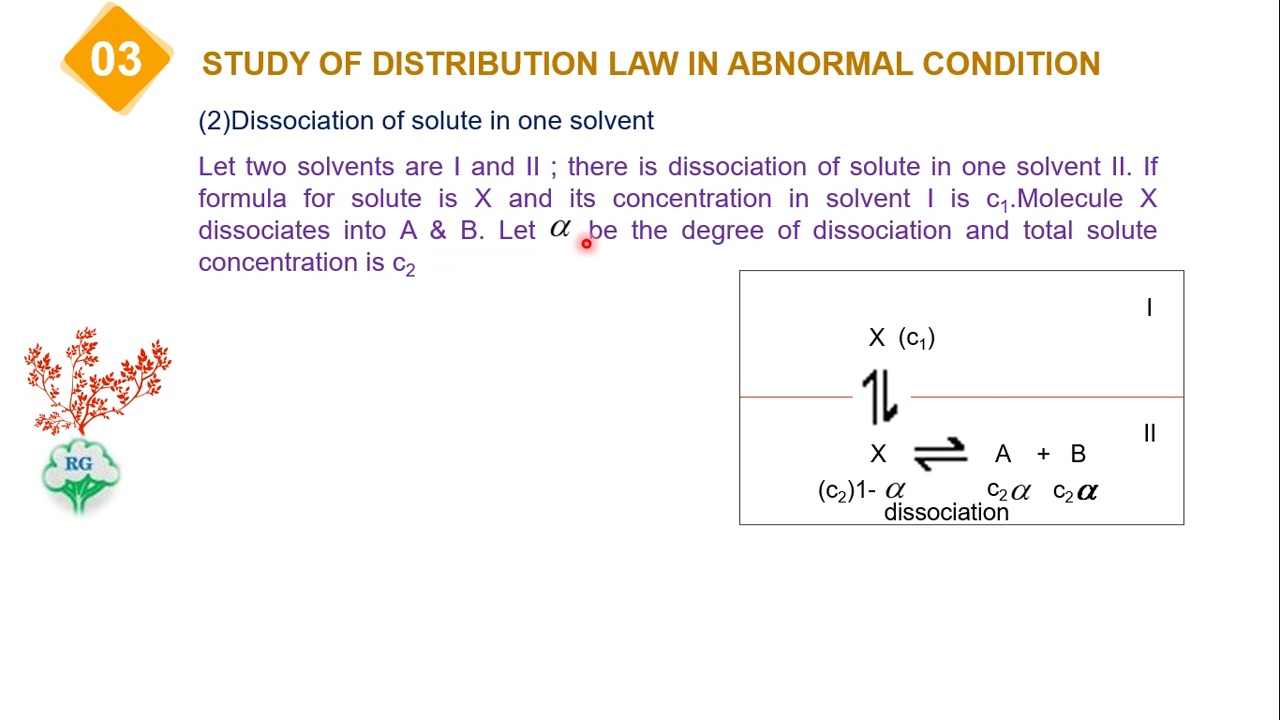 03
STUDY OF DISTRIBUTION LAW IN ABNORMAL CONDITION
(2)Dissociation of solute in one solvent
Let two solvents are I and II ; there is dissociation of solute in one solvent II. If
formula for solute is X and its concentration in solvent I is c₁.Molecule X
dissociates into A & B. Let α be the degree of dissociation and total solute
concentration is c₂
I
X (c₁)
II
X ⇌ A + B
(c₂)1- α c₂α c₂α
dissociation
RG